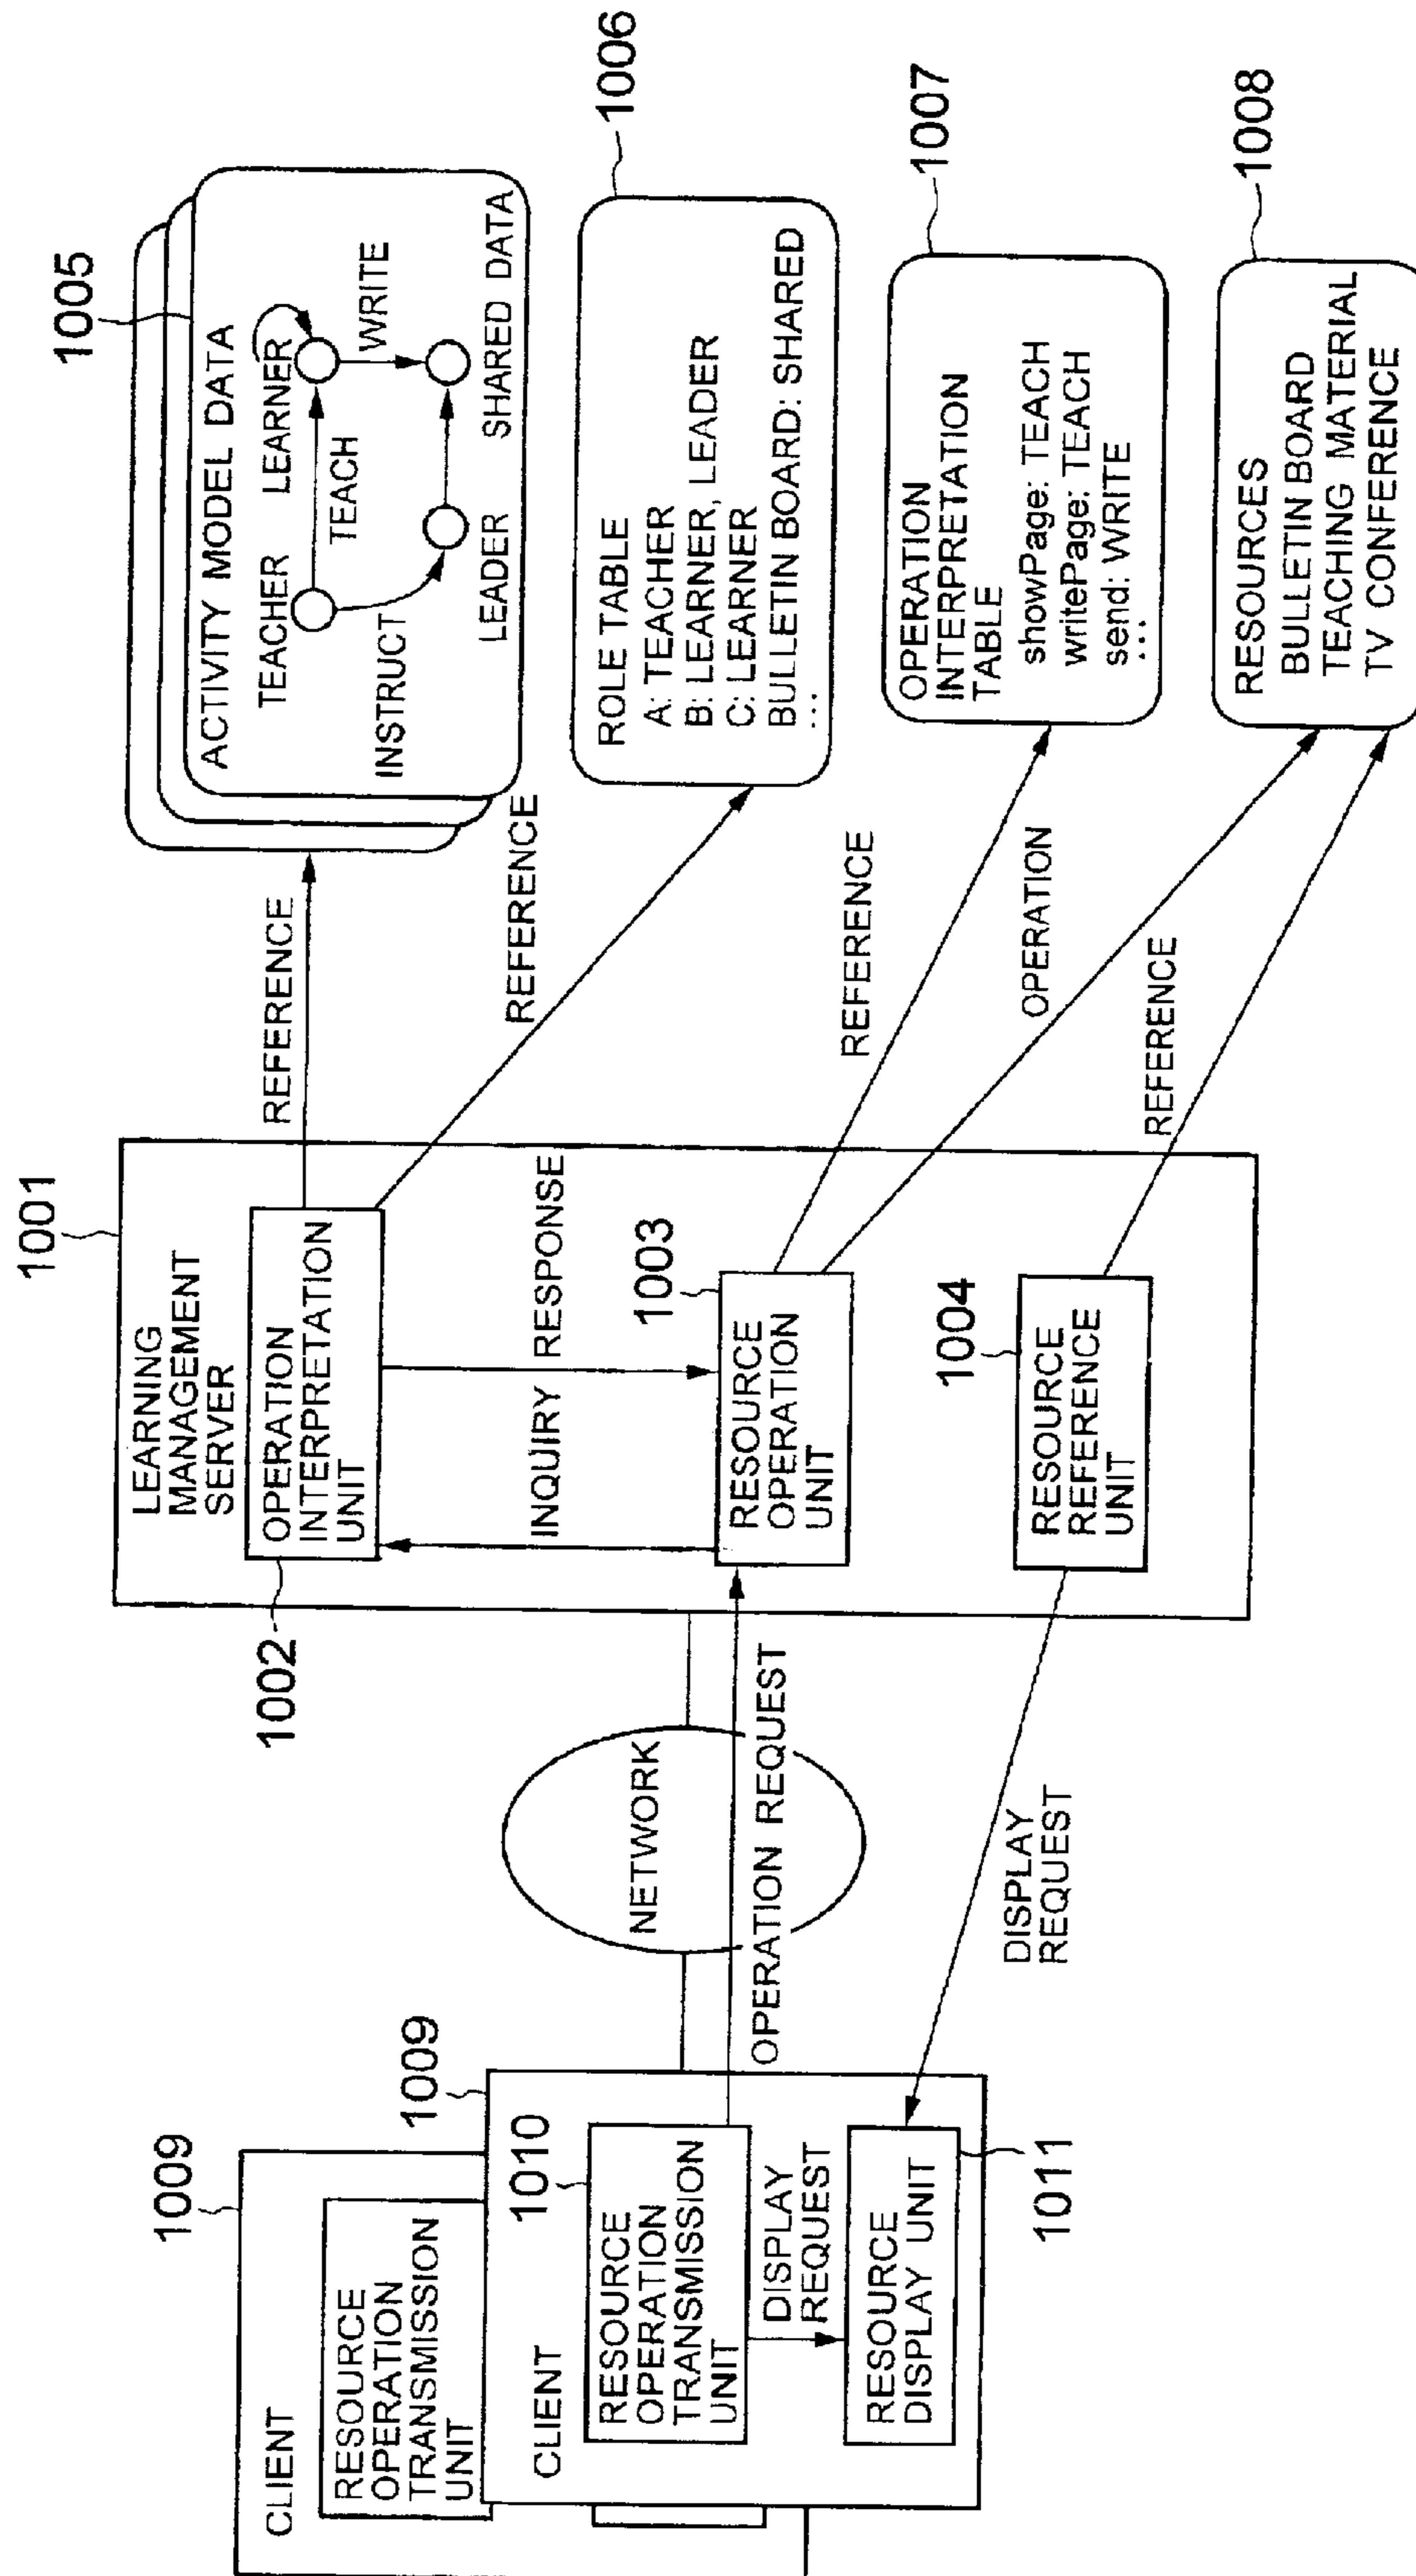 1009
CLIENT
RESOURCE
OPERATION
TRANSMISSION
UNIT
1009
CLIENT
1010
RESOURCE
OPERATION
TRANSMISSION
UNIT
DISPLAY
REQUEST
RESOURCE
DISPLAY UNIT
1011
NETWORK
OPERATION REQUEST
DISPLAY
REQUEST
1001
LEARNING
MANAGEMENT
SERVER
1002
OPERATION
INTERPRETATION
UNIT
INQUIRY
RESPONSE
1003
RESOURCE
OPERATION
UNIT
1004
RESOURCE
REFERENCE
UNIT
REFERENCE
REFERENCE
REFERENCE
OPERATION
REFERENCE
1005
ACTIVITY MODEL DATA
TEACHER
LEARNER
TEACH
WRITE
INSTRUCT
LEADER
SHARED DATA
1006
ROLE TABLE
A: TEACHER
B: LEARNER, LEADER
C: LEARNER
BULLETIN BOARD: SHARED
...
1007
OPERATION
INTERPRETATION
TABLE
showPage: TEACH
writePage: TEACH
send: WRITE
...
1008
RESOURCES
BULLETIN BOARD
TEACHING MATERIAL
TV CONFERENCE